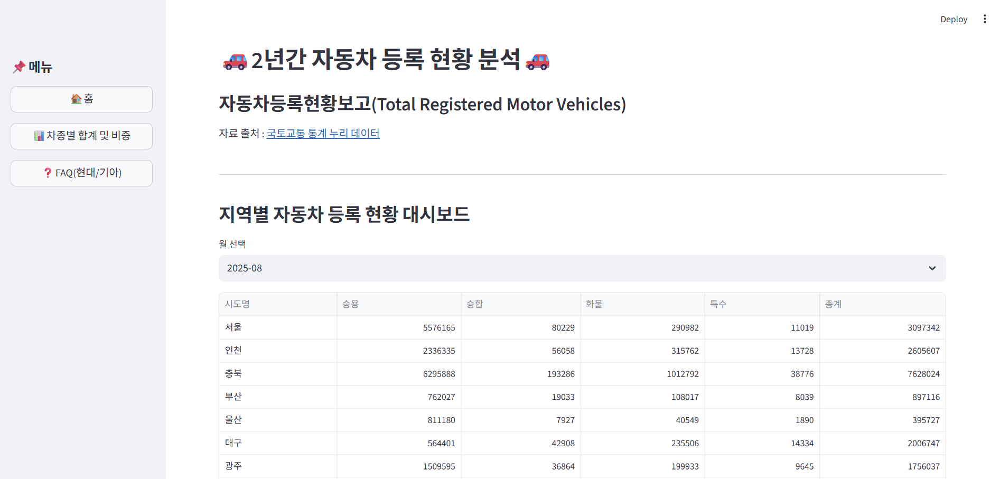 Deploy
📌 메뉴
🏠 홈
📊 차종별 합계 및 비중
❓ FAQ(현대/기아)
🚗 2년간 자동차 등록 현황 분석 🚗
자동차등록현황보고(Total Registered Motor Vehicles)
자료 출처 : 국토교통 통계 누리 데이터
지역별 자동차 등록 현황 대시보드
월 선택
2025-08
시도명 승용 승합 화물 특수 총계
서울 5576165 80229 290982 11019 3097342
인천 2336335 56058 315762 13728 2605607
충북 6295888 193286 1012792 38776 7628024
부산 762027 19033 108017 8039 897116
울산 811180 7927 40549 1890 395727
대구 564401 42908 235506 14334 2006747
광주 1509595 36864 199933 9645 1756037